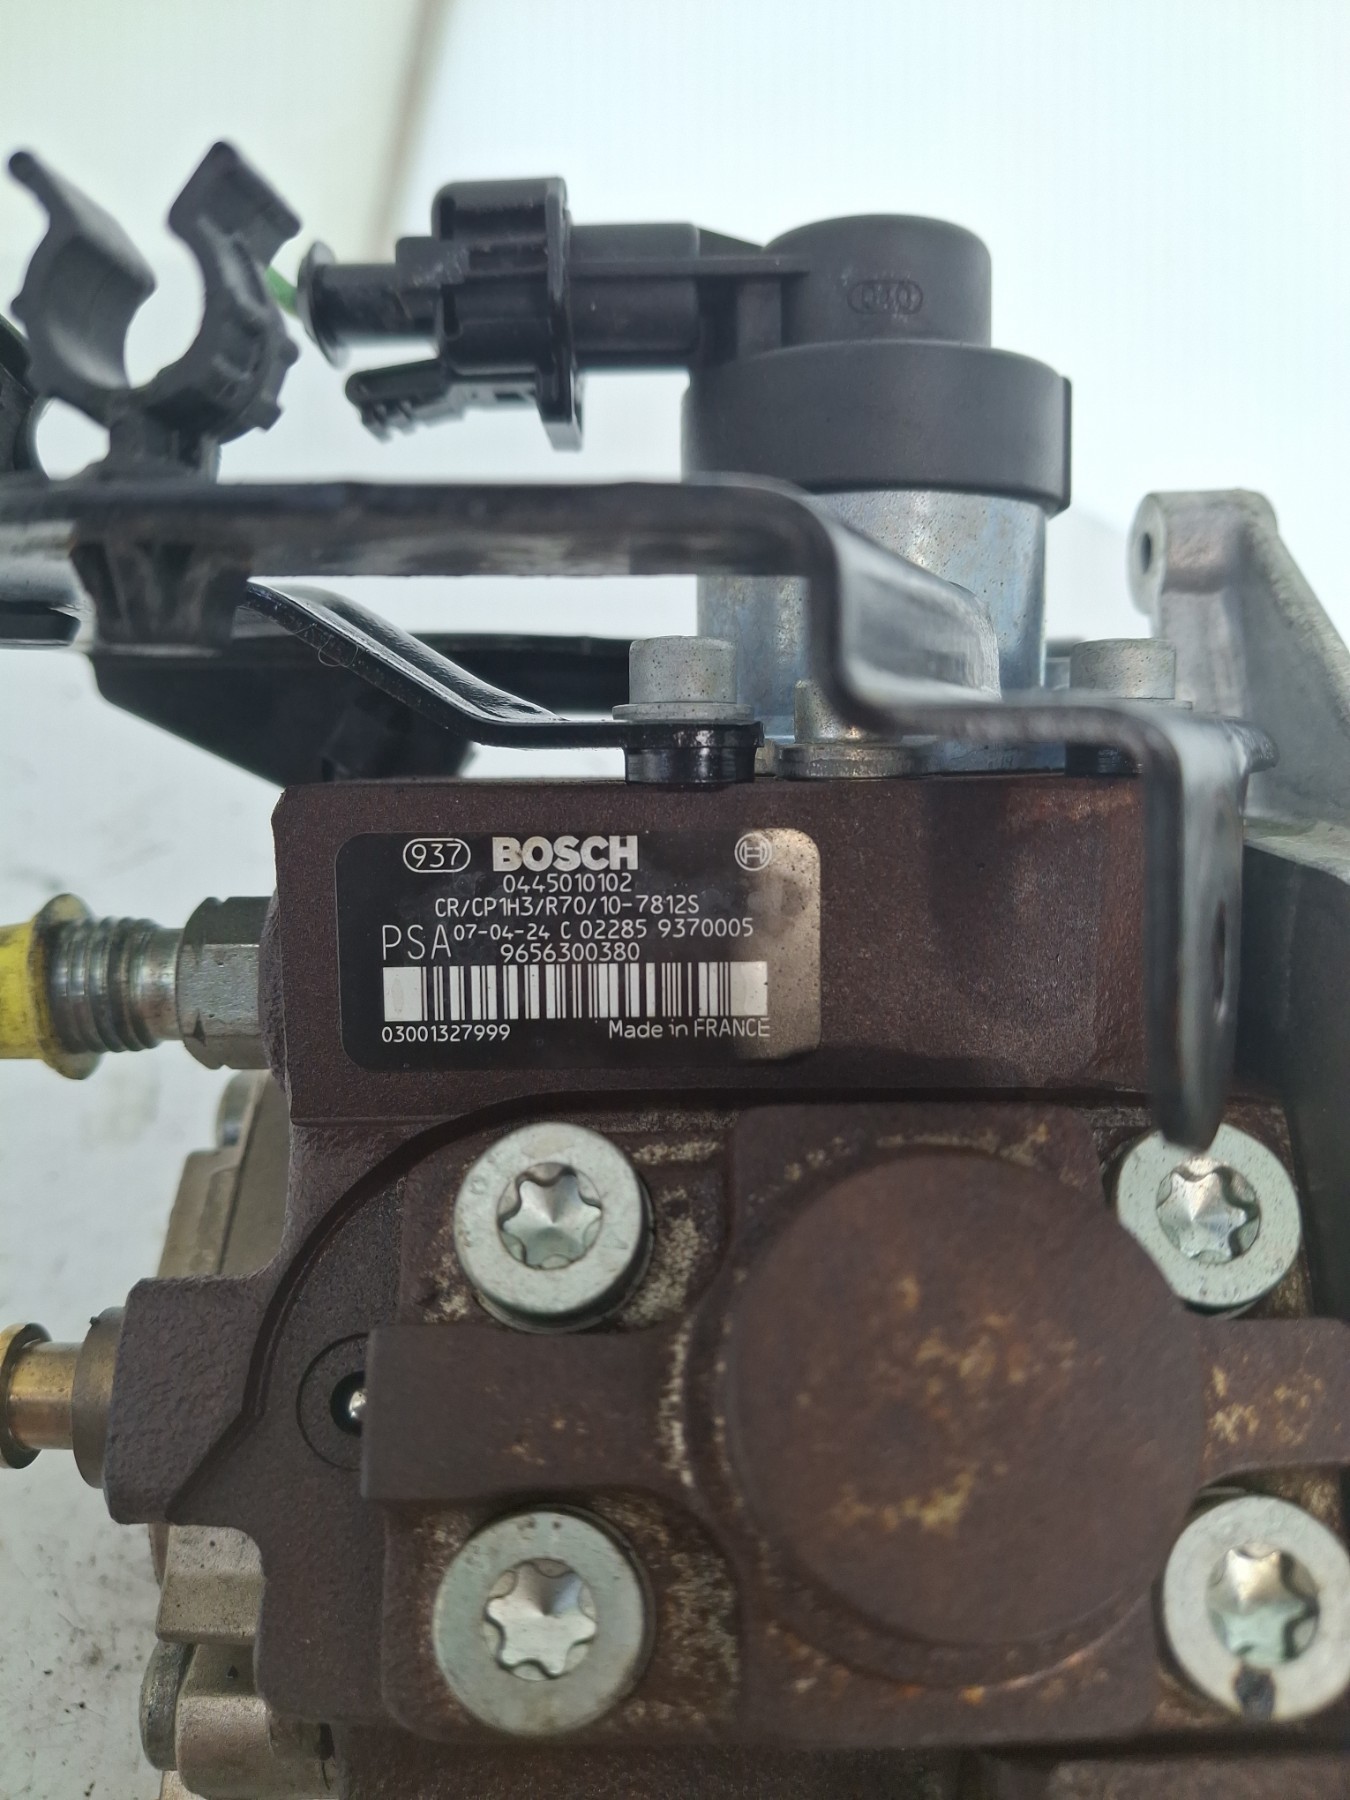 040
937 BOSCH
0445010102
CR/CP1H3/R70/10-7812S
PSA 07-04-24 C 02285 9370005
9656300380
03001327999 Made in FRANCE